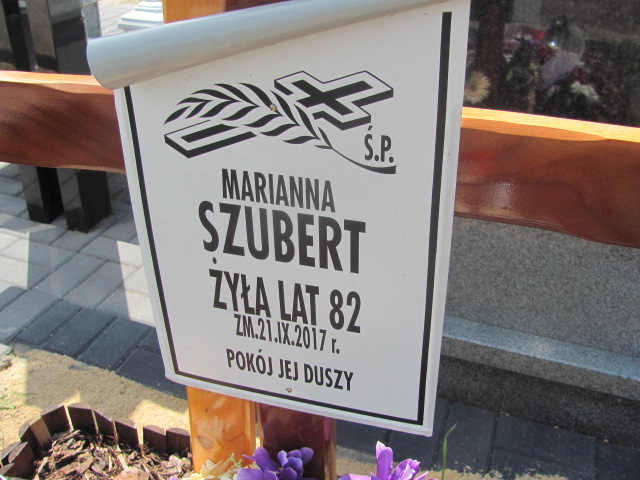 Ś.P.
MARIANNA
SZUBERT
ŻYŁA LAT 82
ZM.21.IX.2017 r.
POKÓJ JEJ DUSZY